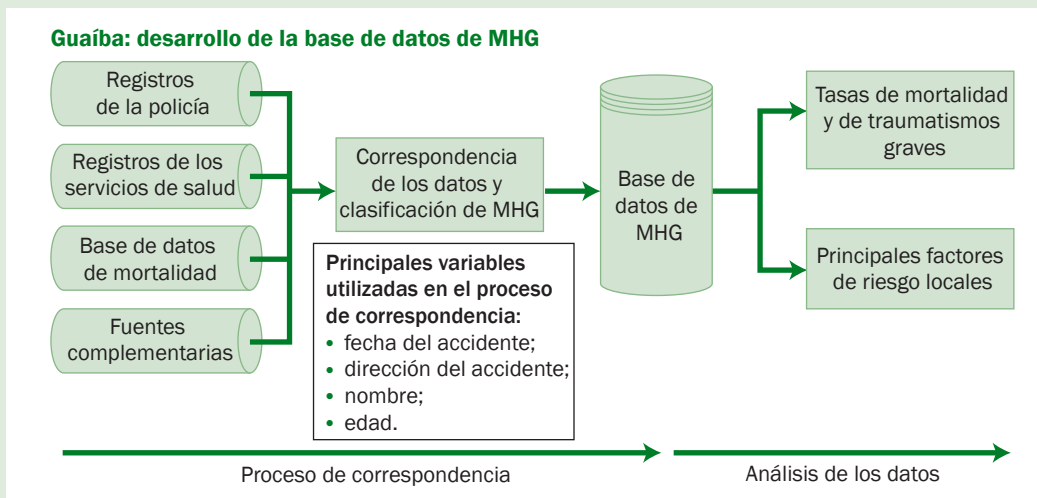 Guaíba: desarrollo de la base de datos de MHG
Registros
de la policía
Registros de los
servicios de salud
Base de datos
de mortalidad
Fuentes
complementarias
Correspondencia
de los datos y
clasificación de MHG
Principales variables
utilizadas en el proceso
de correspondencia:
• fecha del accidente;
• dirección del accidente;
• nombre;
• edad.
Base de
datos de
MHG
Tasas de mortalidad
y de traumatismos
graves
Principales factores
de riesgo locales
Proceso de correspondencia
Análisis de los datos